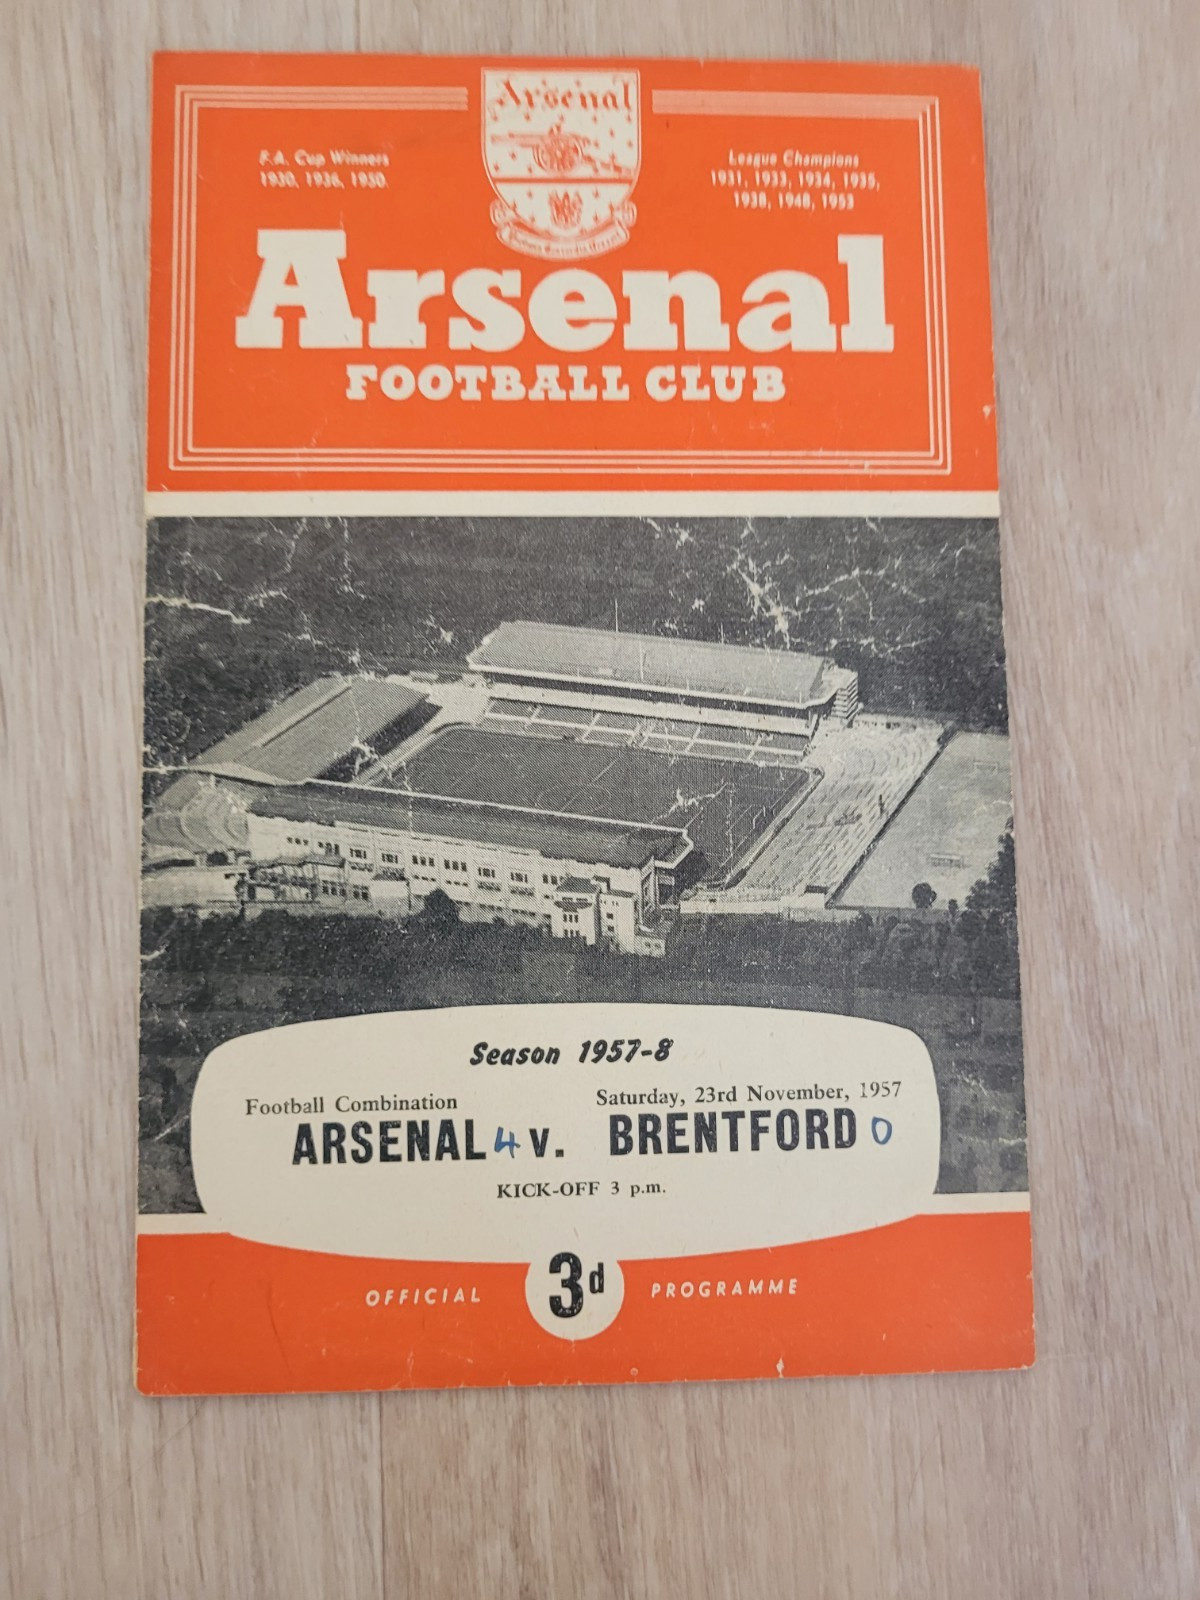 Arsenal
F.A. Cup Winners
1930, 1936, 1950.
League Champions
1931, 1933, 1934, 1935,
1938, 1948, 1953
Arsenal
FOOTBALL CLUB
Season 1957-8
Football Combination
Saturday, 23rd November, 1957
ARSENAL 4 v. BRENTFORD 0
KICK-OFF 3 p.m.
OFFICIAL 3d PROGRAMME